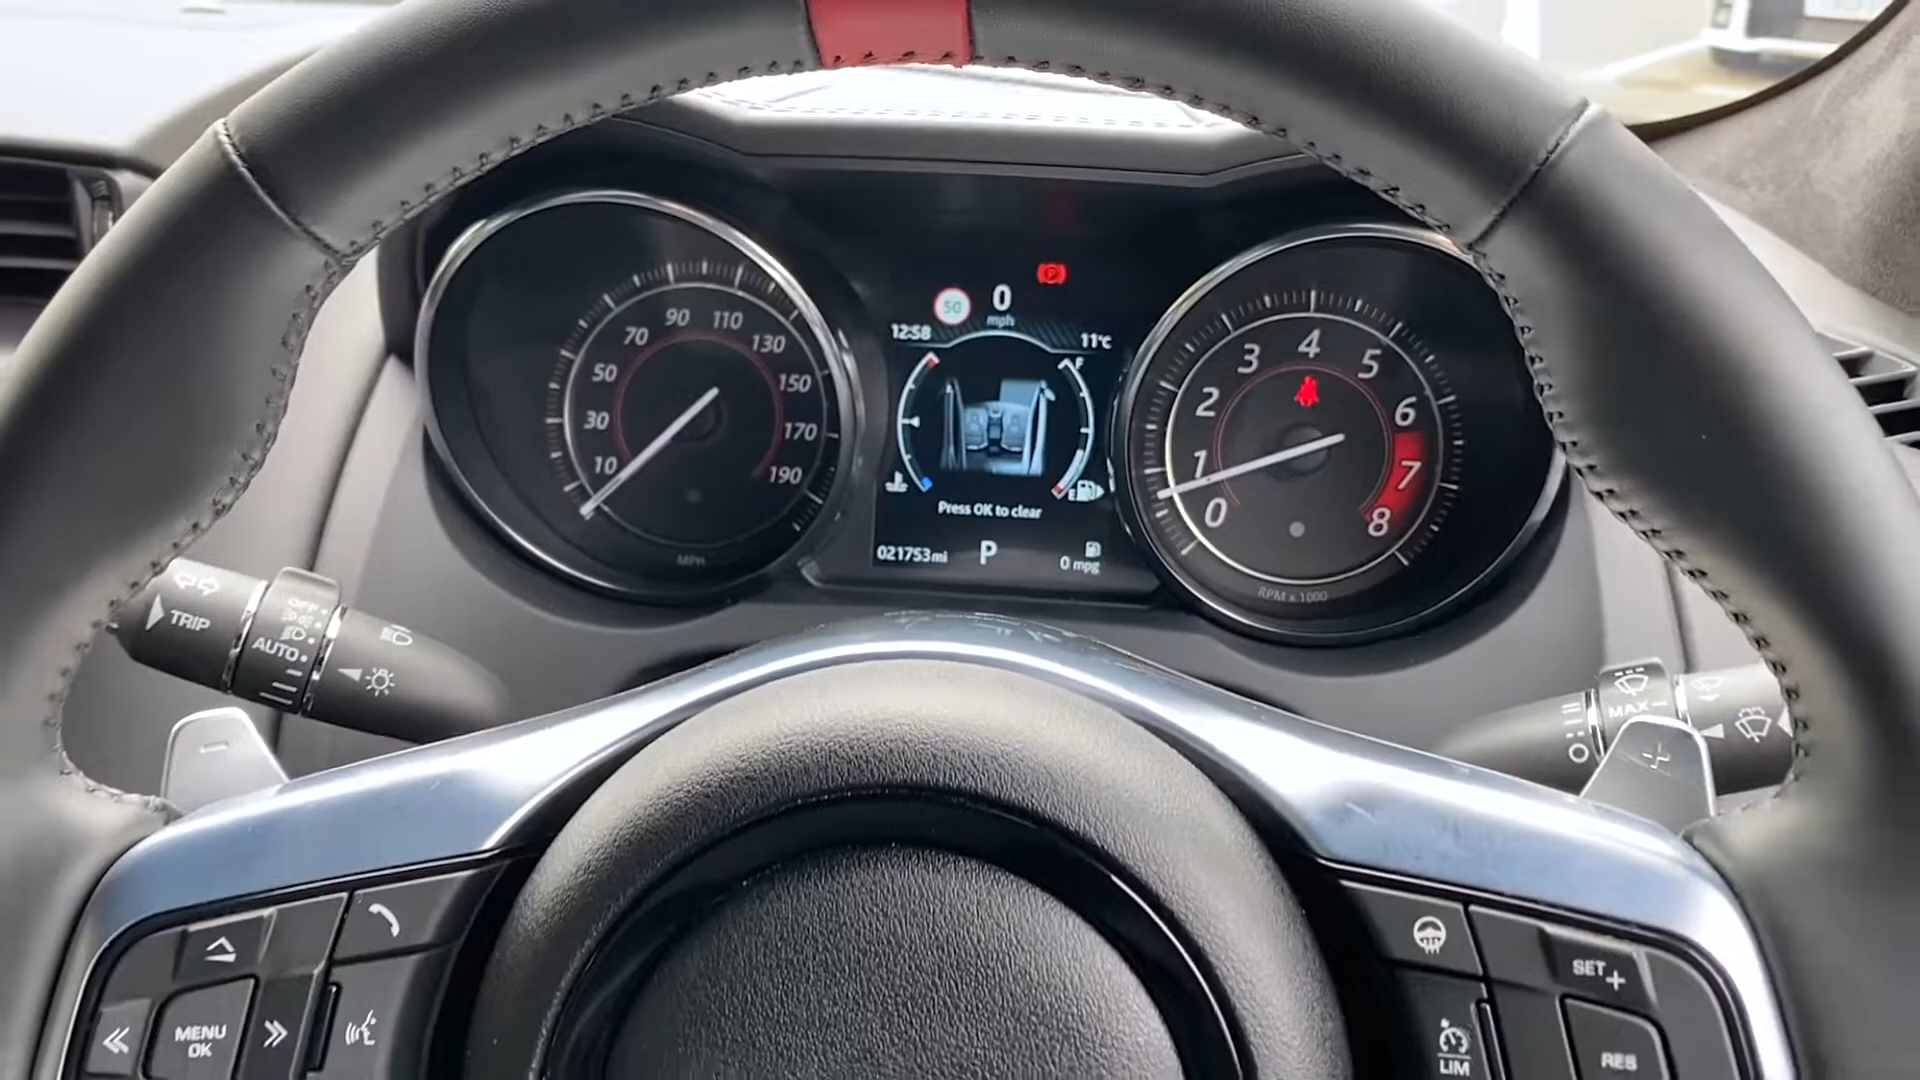 50
0
mph
12:58
11°c
F
E
Press OK to clear
021753mi
P
0 mpg
10
30
50
70
90
110
130
150
170
190
MPH
0
1
2
3
4
5
6
7
8
RPM x 1000
TRIP
OFF
AUTO
MAX
MENU
OK
SET +
LIM
RES